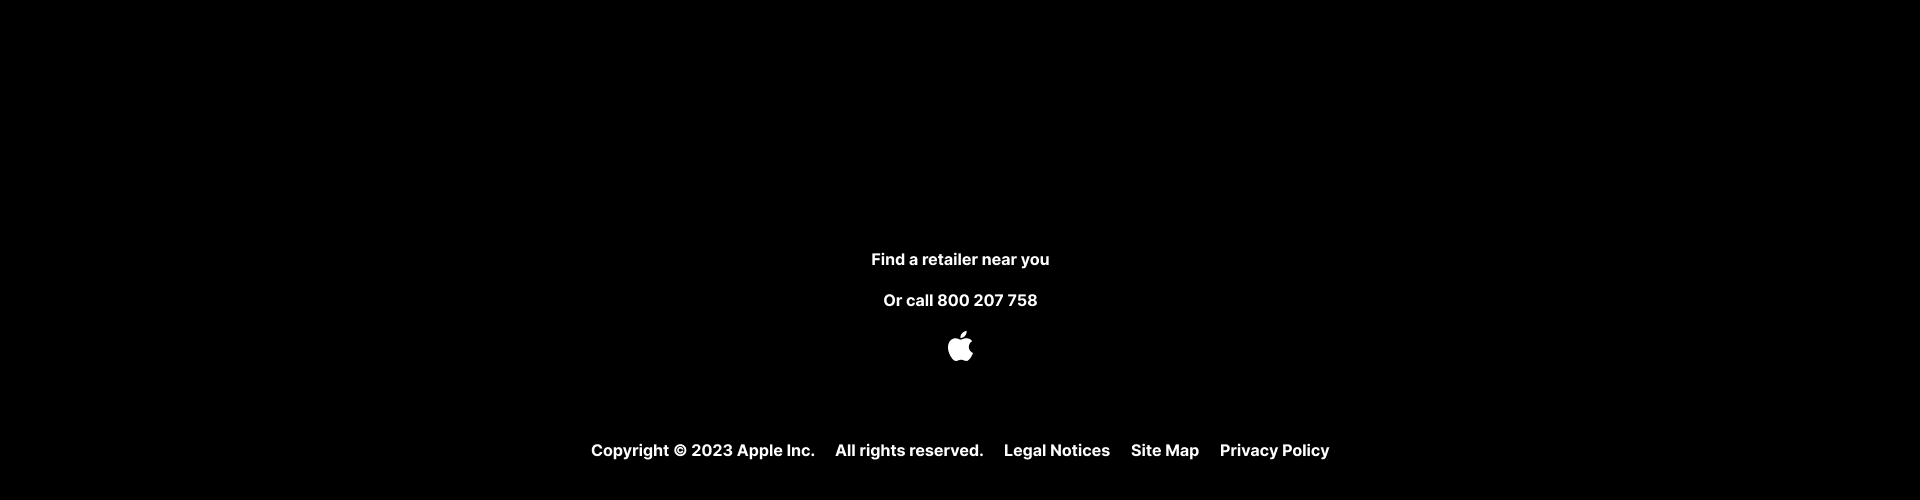 Find a retailer near you
Or call 800 207 758
Copyright © 2023 Apple Inc. All rights reserved. Legal Notices Site Map Privacy Policy